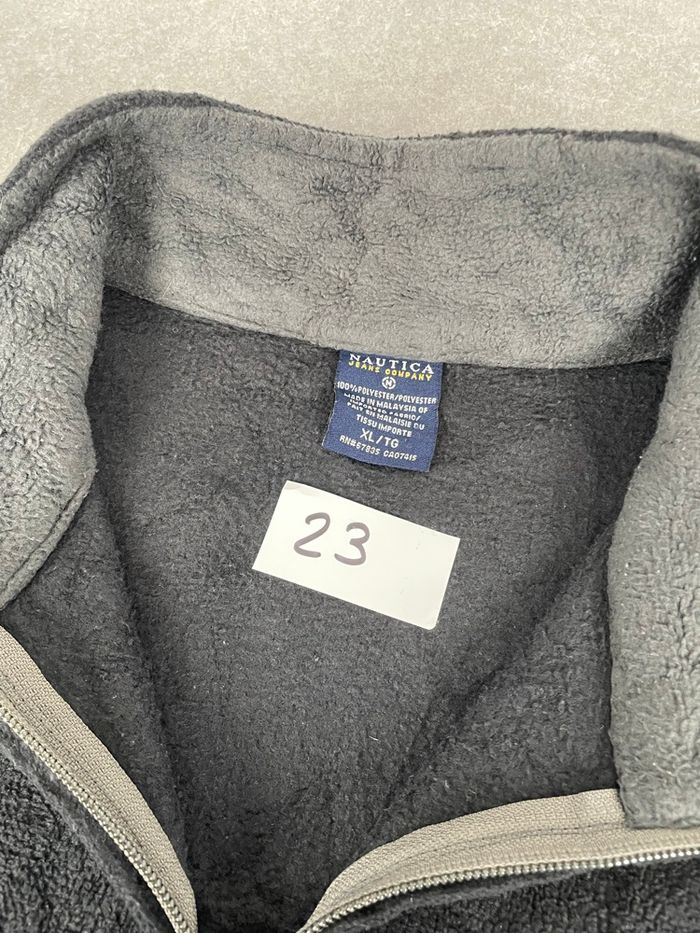 NAUTICA
JEANS COMPANY
N
100% POLYESTER/POLYESTER
MADE IN MALAYSIA OF
IMPORTED FABRIC/
FAIT EN MALAISIE DU
TISSU IMPORTE
XL/TG
RN#67835 CA07415
23